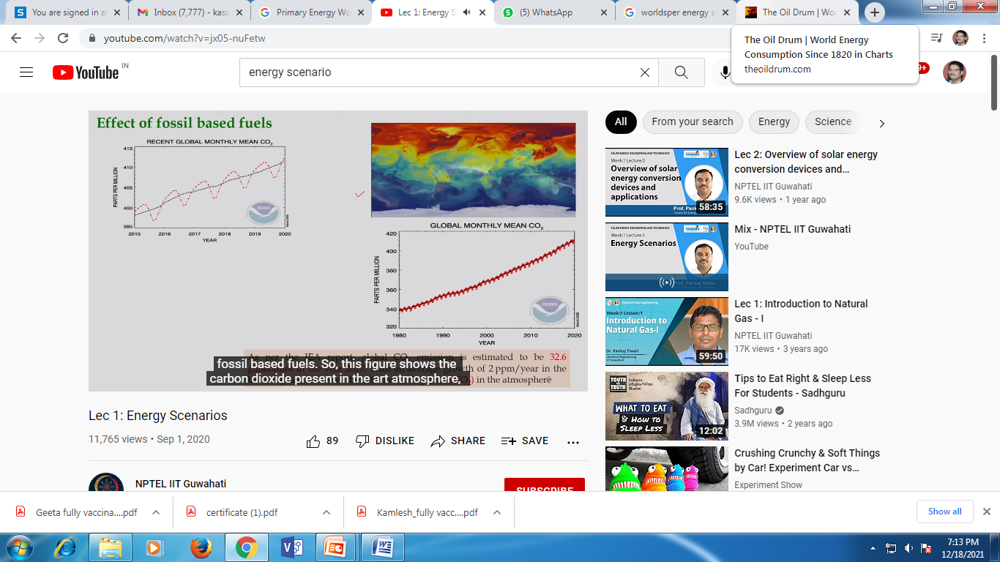 You are signed in as
Inbox (7,777) - kasc
Primary Energy Wo
Lec 1: Energy S
(5) WhatsApp
worldsper energy s
The Oil Drum | Wor
youtube.com/watch?v=jx05-nuFetw
The Oil Drum | World Energy
Consumption Since 1820 in Charts
theoildrum.com
YouTube IN
energy scenario
9+
Effect of fossil based fuels
RECENT GLOBAL MONTHLY MEAN CO2
415
410
405
400
395
PARTS PER MILLION
2015 2016 2017 2018 2019 2020
YEAR
NOAA
GLOBAL MONTHLY MEAN CO2
420
400
380
360
340
320
PARTS PER MILLION
1980 1990 2000 2010 2020
YEAR
NOAA
As per the IEA report, global CO emission is estimated to be 32.6
growth of 2 ppm/year in the
in the atmosphere
fossil based fuels. So, this figure shows the
carbon dioxide present in the art atmosphere,
Lec 1: Energy Scenarios
11,765 views • Sep 1, 2020
89 DISLIKE SHARE SAVE
NPTEL IIT Guwahati
SUBSCRIBE
All From your search Energy Science
SOLAR ENERGY ENGINEERING AND TECHNOLOGY
Week:1 Lecture:2
Overview of solar
energy conversion
devices and
applications
58:35
Lec 2: Overview of solar energy
conversion devices and...
NPTEL IIT Guwahati
9.6K views • 1 year ago
SOLAR ENERGY ENGINEERING AND TECHNOLOGY
Week:1 Lecture:1
Energy Scenarios
Prof. Pankaj Kalita
Mix - NPTEL IIT Guwahati
YouTube
Natural Gas Engineering
Week:1 Lesson:1
Introduction to
Natural Gas-I
Dr. Pankaj Tiwari
Chemical Engineering
IIT Guwahati
59:50
Lec 1: Introduction to Natural
Gas - I
NPTEL IIT Guwahati
17K views • 3 years ago
YOUTH AND TRUTH
WHAT TO EAT
& HOW TO
SLEEP LESS
12:02
Tips to Eat Right & Sleep Less
For Students - Sadhguru
Sadhguru
3.9M views • 2 years ago
Crushing Crunchy & Soft Things
by Car! Experiment Car vs...
Experiment Show
Geeta fully vaccina....pdf
certificate (1).pdf
Kamlesh_fully vacc....pdf
Show all
7:13 PM
12/18/2021